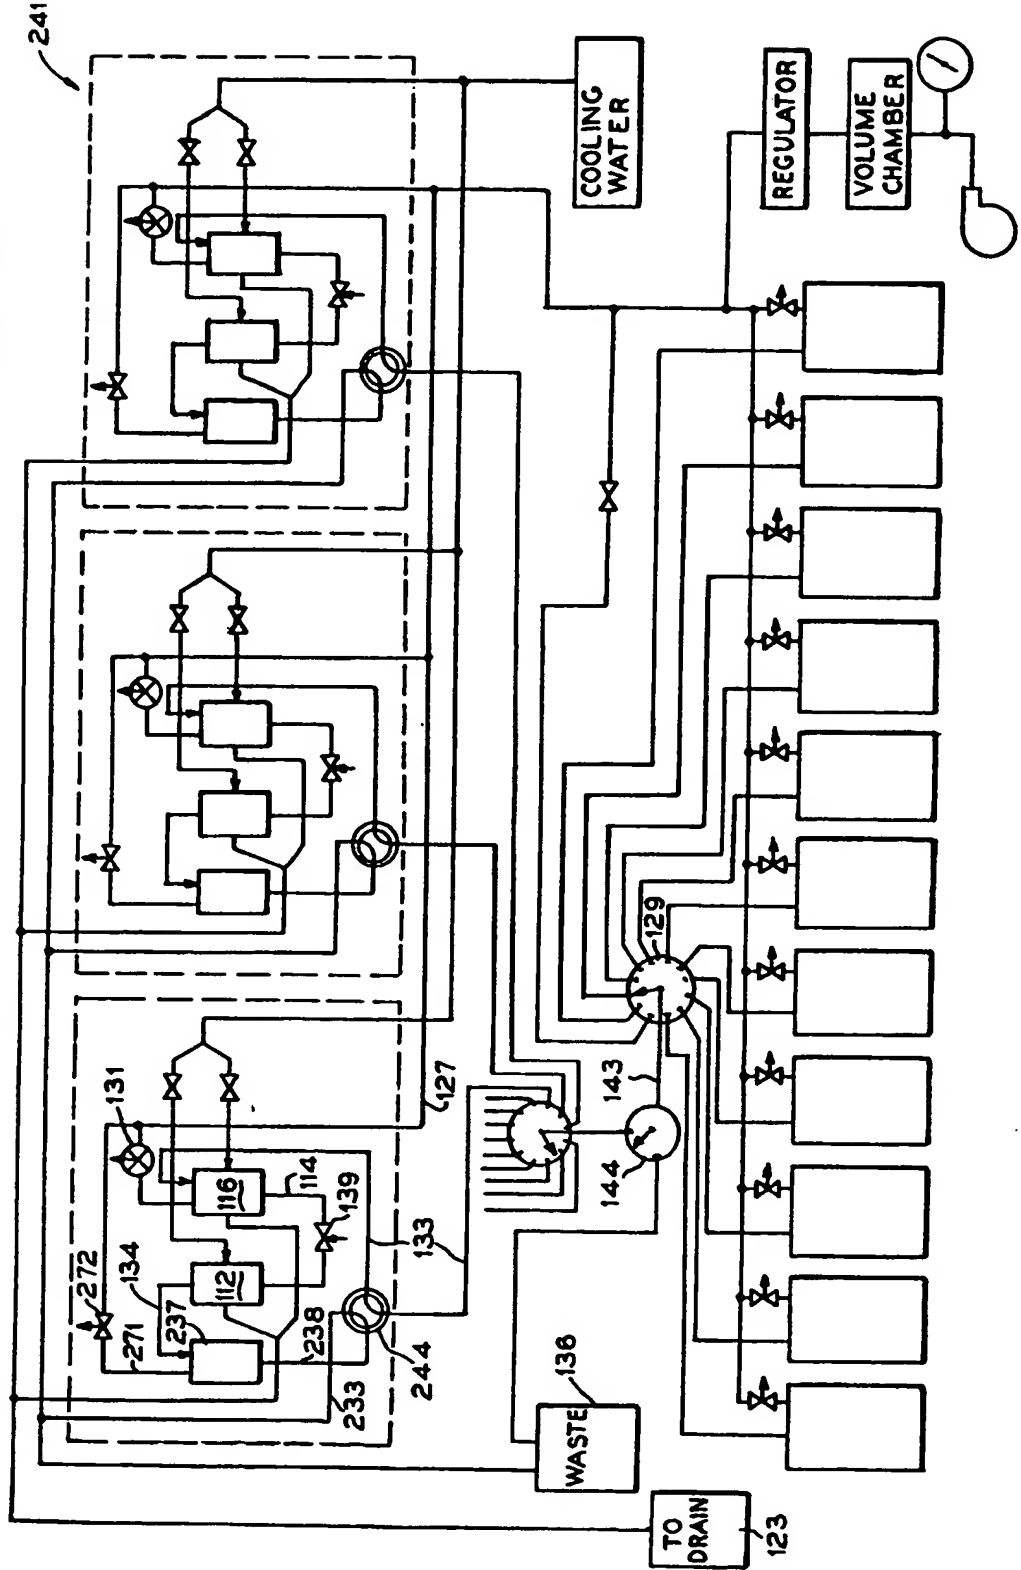 241
COOLING
WATER
REGULATOR
VOLUME
CHAMBER
131
116
114
139
127
272
134
112
237
271
238
133
233
244
129
143
144
WASTE
136
TO
DRAIN
123